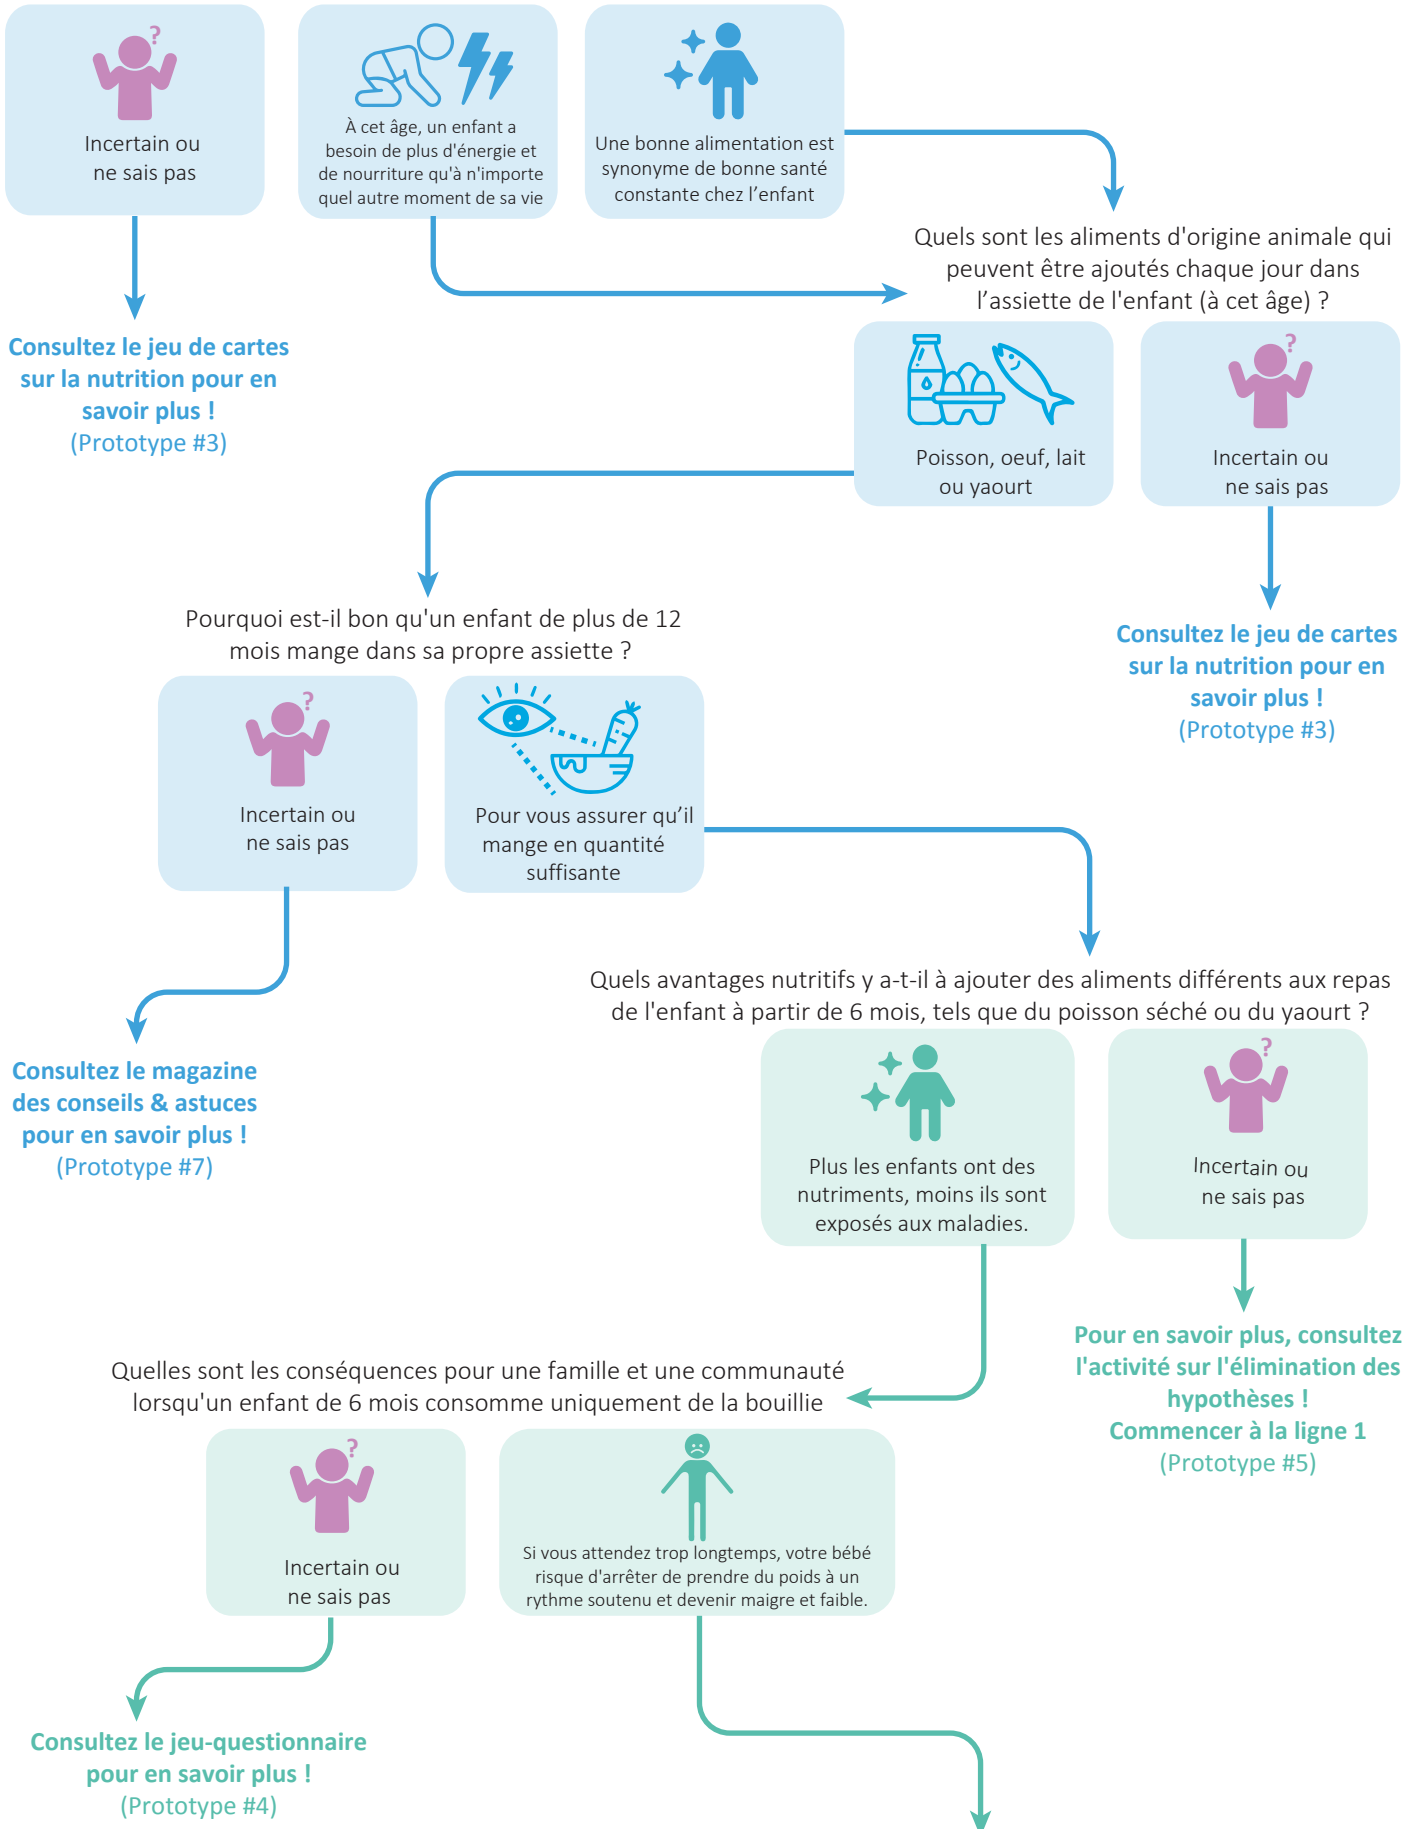 ?
Incertain ou
ne sais pas
À cet âge, un enfant a
besoin de plus d'énergie et
de nourriture qu'à n'importe
quel autre moment de sa vie
Une bonne alimentation est
synonyme de bonne santé
constante chez l’enfant
Consultez le jeu de cartes
sur la nutrition pour en
savoir plus !
(Prototype #3)
Quels sont les aliments d'origine animale qui
peuvent être ajoutés chaque jour dans
l’assiette de l'enfant (à cet âge) ?
Poisson, oeuf, lait
ou yaourt
?
Incertain ou
ne sais pas
Consultez le jeu de cartes
sur la nutrition pour en
savoir plus !
(Prototype #3)
Pourquoi est-il bon qu'un enfant de plus de 12
mois mange dans sa propre assiette ?
?
Incertain ou
ne sais pas
Pour vous assurer qu’il
mange en quantité
suffisante
Consultez le magazine
des conseils & astuces
pour en savoir plus !
(Prototype #7)
Quels avantages nutritifs y a-t-il à ajouter des aliments différents aux repas
de l'enfant à partir de 6 mois, tels que du poisson séché ou du yaourt ?
Plus les enfants ont des
nutriments, moins ils sont
exposés aux maladies.
?
Incertain ou
ne sais pas
Pour en savoir plus, consultez
l'activité sur l'élimination des
hypothèses !
Commencer à la ligne 1
(Prototype #5)
Quelles sont les conséquences pour une famille et une communauté
lorsqu'un enfant de 6 mois consomme uniquement de la bouillie
?
Incertain ou
ne sais pas
Si vous attendez trop longtemps, votre bébé
risque d'arrêter de prendre du poids à un
rythme soutenu et devenir maigre et faible.
Consultez le jeu-questionnaire
pour en savoir plus !
(Prototype #4)